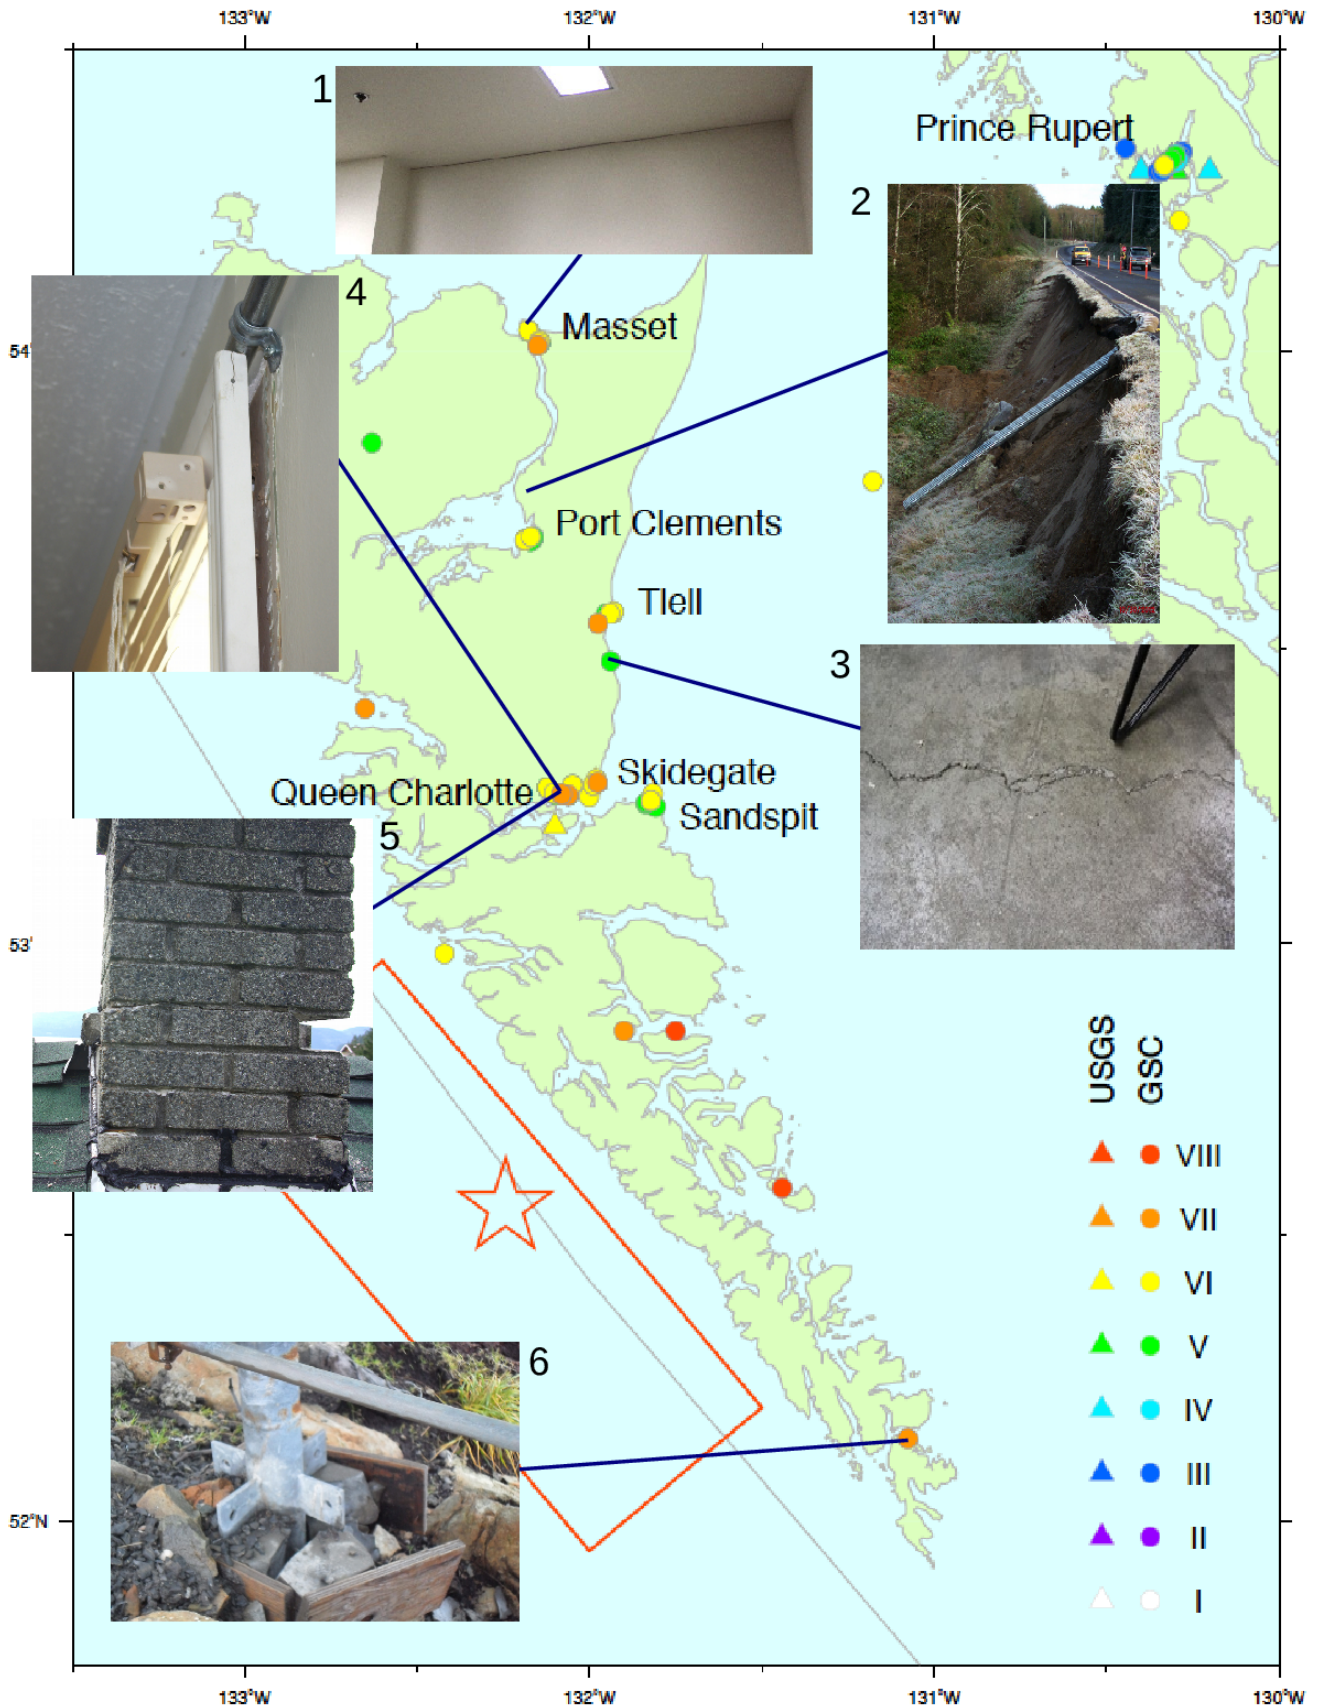 133°W 132°W 131°W 130°W
1
Prince Rupert
2
4
Masset
54°
Port Clements
Tlell
3
Skidegate
Queen Charlotte
Sandspit
5
53°
USGS GSC
VIII
VII
VI
V
IV
III
II
I
6
52°N
133°W 132°W 131°W 130°W